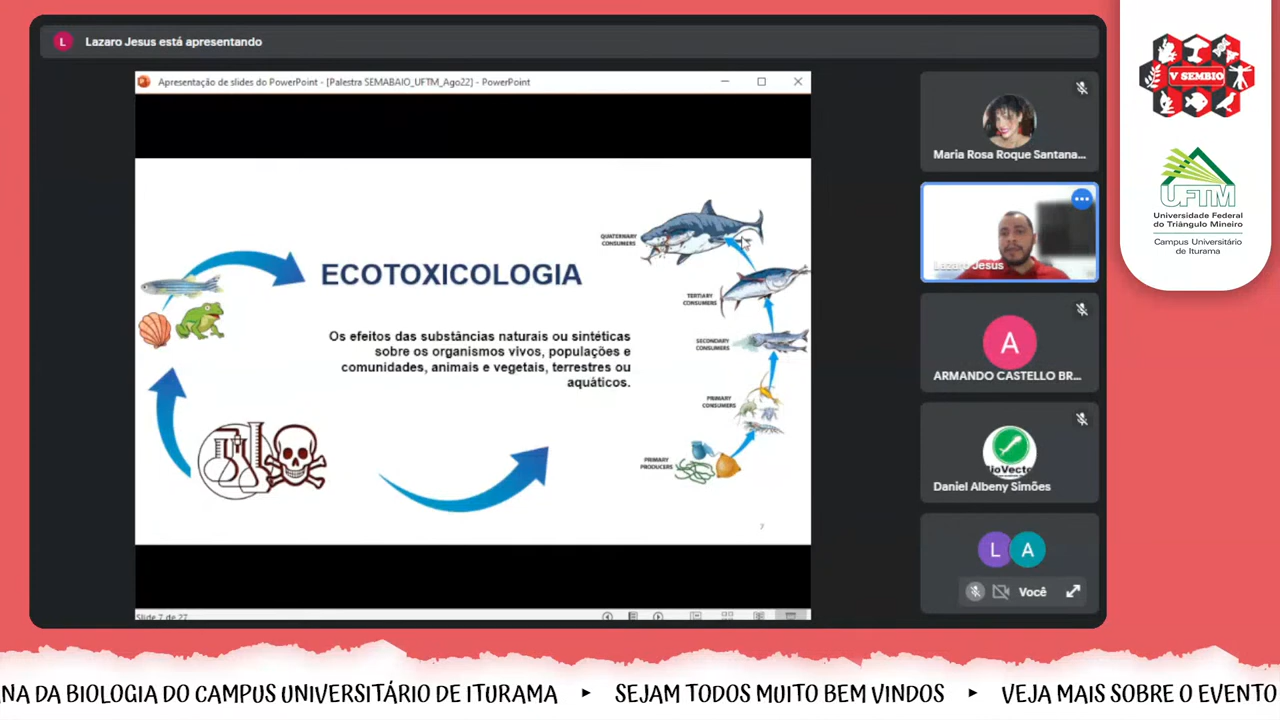 L
Lazaro Jesus está apresentando
Apresentação de slides do PowerPoint - [Palestra SEMABAIO_UFTM_Ago22] - PowerPoint
ECOTOXICOLOGIA
Os efeitos das substâncias naturais ou sintéticas
sobre os organismos vivos, populações e
comunidades, animais e vegetais, terrestres ou
aquáticos.
QUATERNARY
CONSUMERS
TERTIARY
CONSUMERS
SECONDARY
CONSUMERS
PRIMARY
CONSUMERS
PRIMARY
PRODUCERS
7
Slide 7 de 27
Maria Rosa Roque Santana...
Lazaro Jesus
A
ARMANDO CASTELLO BR...
Daniel Albeny Simões
L
A
Você
V SEMBIO
UFTM
Universidade Federal
do Triângulo Mineiro
Campus Universitário
de Iturama
NA DA BIOLOGIA DO CAMPUS UNIVERSITÁRIO DE ITURAMA ▸ SEJAM TODOS MUITO BEM VINDOS ▸ VEJA MAIS SOBRE O EVENTO